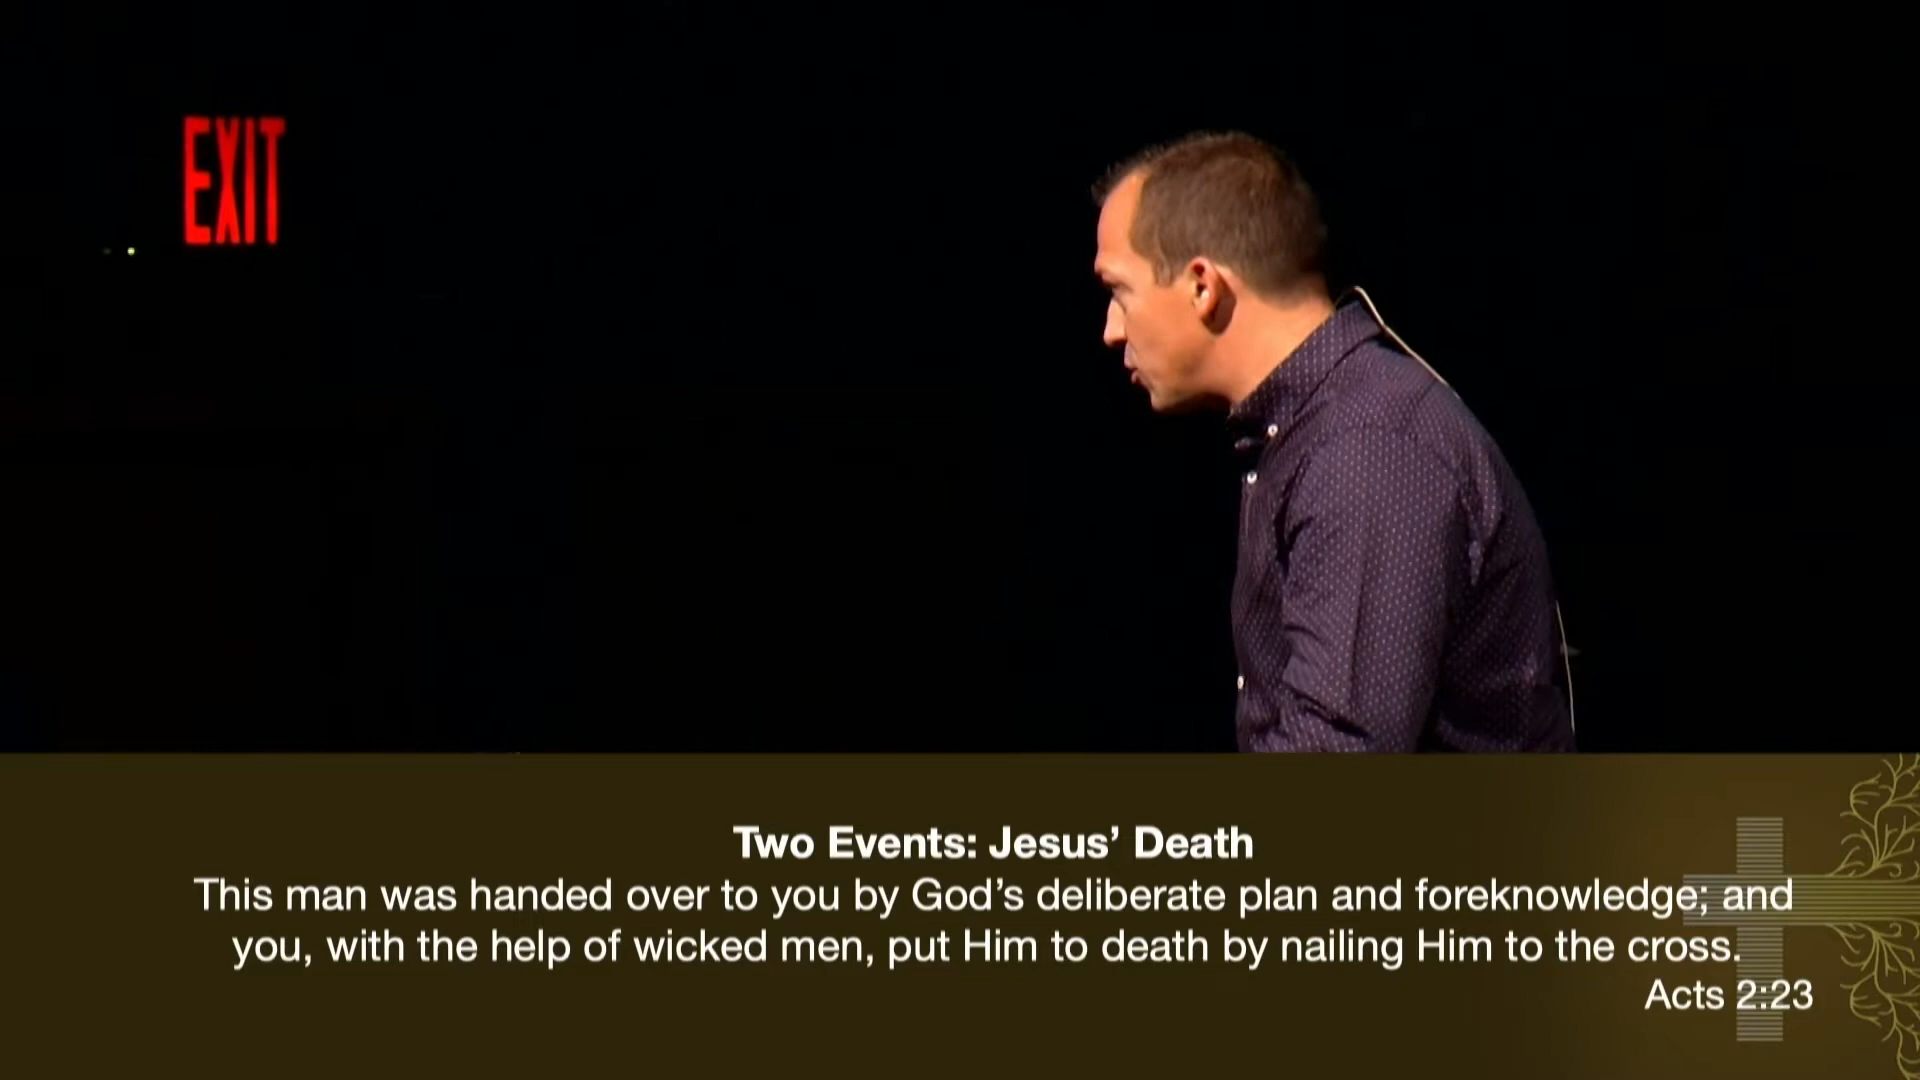 EXIT
Two Events: Jesus’ Death
This man was handed over to you by God’s deliberate plan and foreknowledge; and
you, with the help of wicked men, put Him to death by nailing Him to the cross.
Acts 2:23